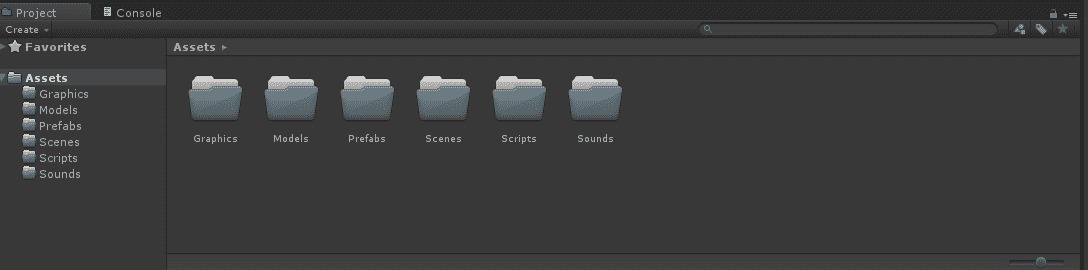 Project
Console
Create
Favorites
Assets
Graphics
Models
Prefabs
Scenes
Scripts
Sounds
Assets
Graphics
Models
Prefabs
Scenes
Scripts
Sounds